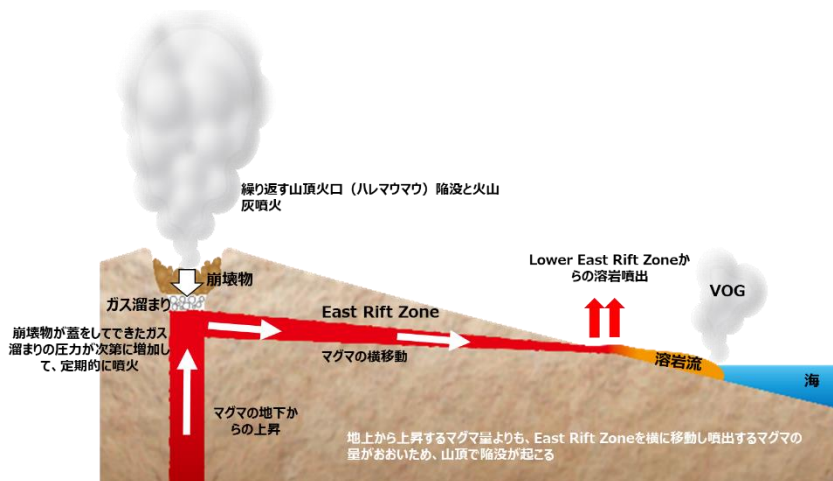 繰り返す山頂火口（ハレマウマウ）陥没と火山
灰噴火
崩壊物
ガス溜まり
崩壊物が蓋をしてできたガス
溜まりの圧力が次第に増加し
て、定期的に噴火
East Rift Zone
マグマの横移動
マグマの地下か
らの上昇
Lower East Rift Zoneか
らの溶岩噴出
VOG
溶岩流
海
地上から上昇するマグマ量よりも、East Rift Zoneを横に移動し噴出するマグマの
量がおおいため、山頂で陥没が起こる